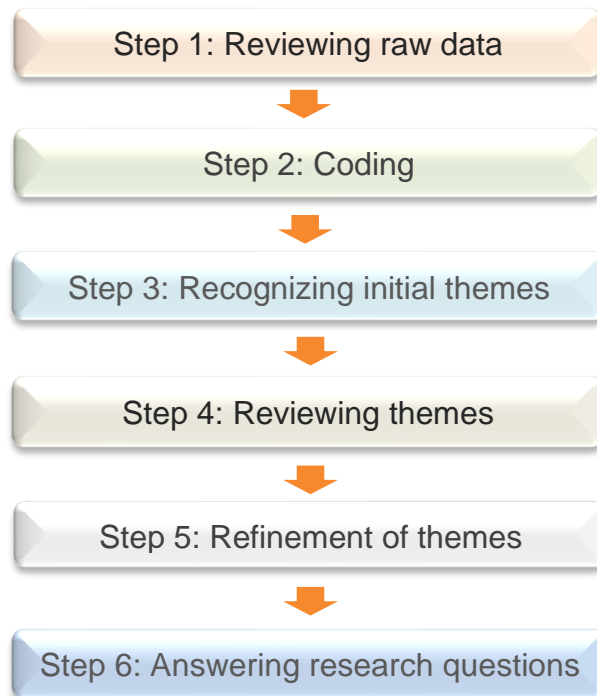 Step 1: Reviewing raw data
Step 2: Coding
Step 3: Recognizing initial themes
Step 4: Reviewing themes
Step 5: Refinement of themes
Step 6: Answering research questions